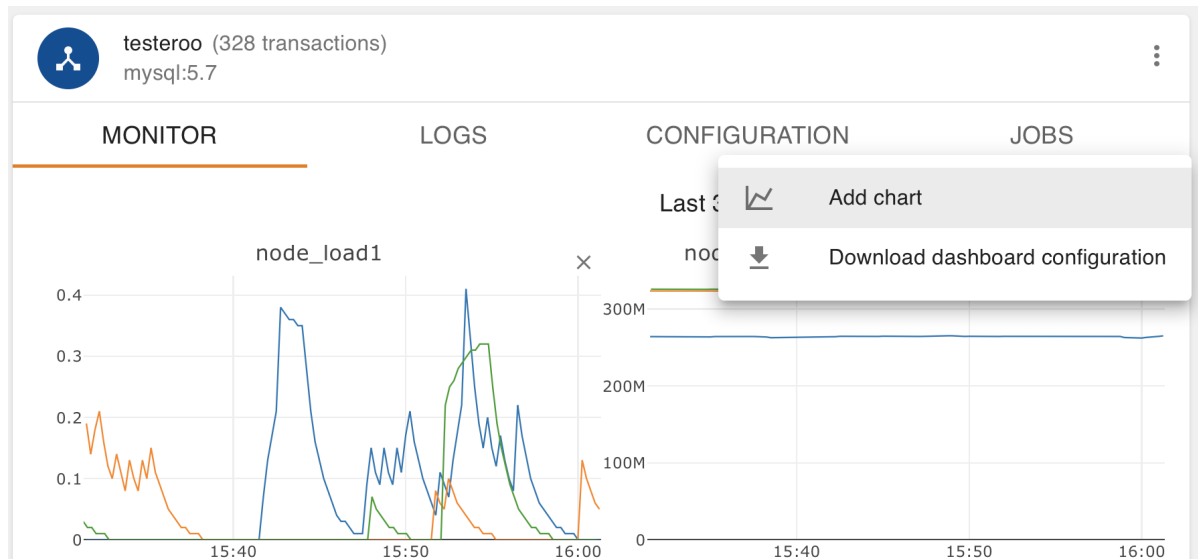 testeroo (328 transactions)
mysql:5.7
MONITOR LOGS CONFIGURATION JOBS
Last
Add chart
Download dashboard configuration
node_load1
0.4
0.3
0.2
0.1
0
15:40 15:50 16:00
300M
200M
100M
0
15:40 15:50 16:00